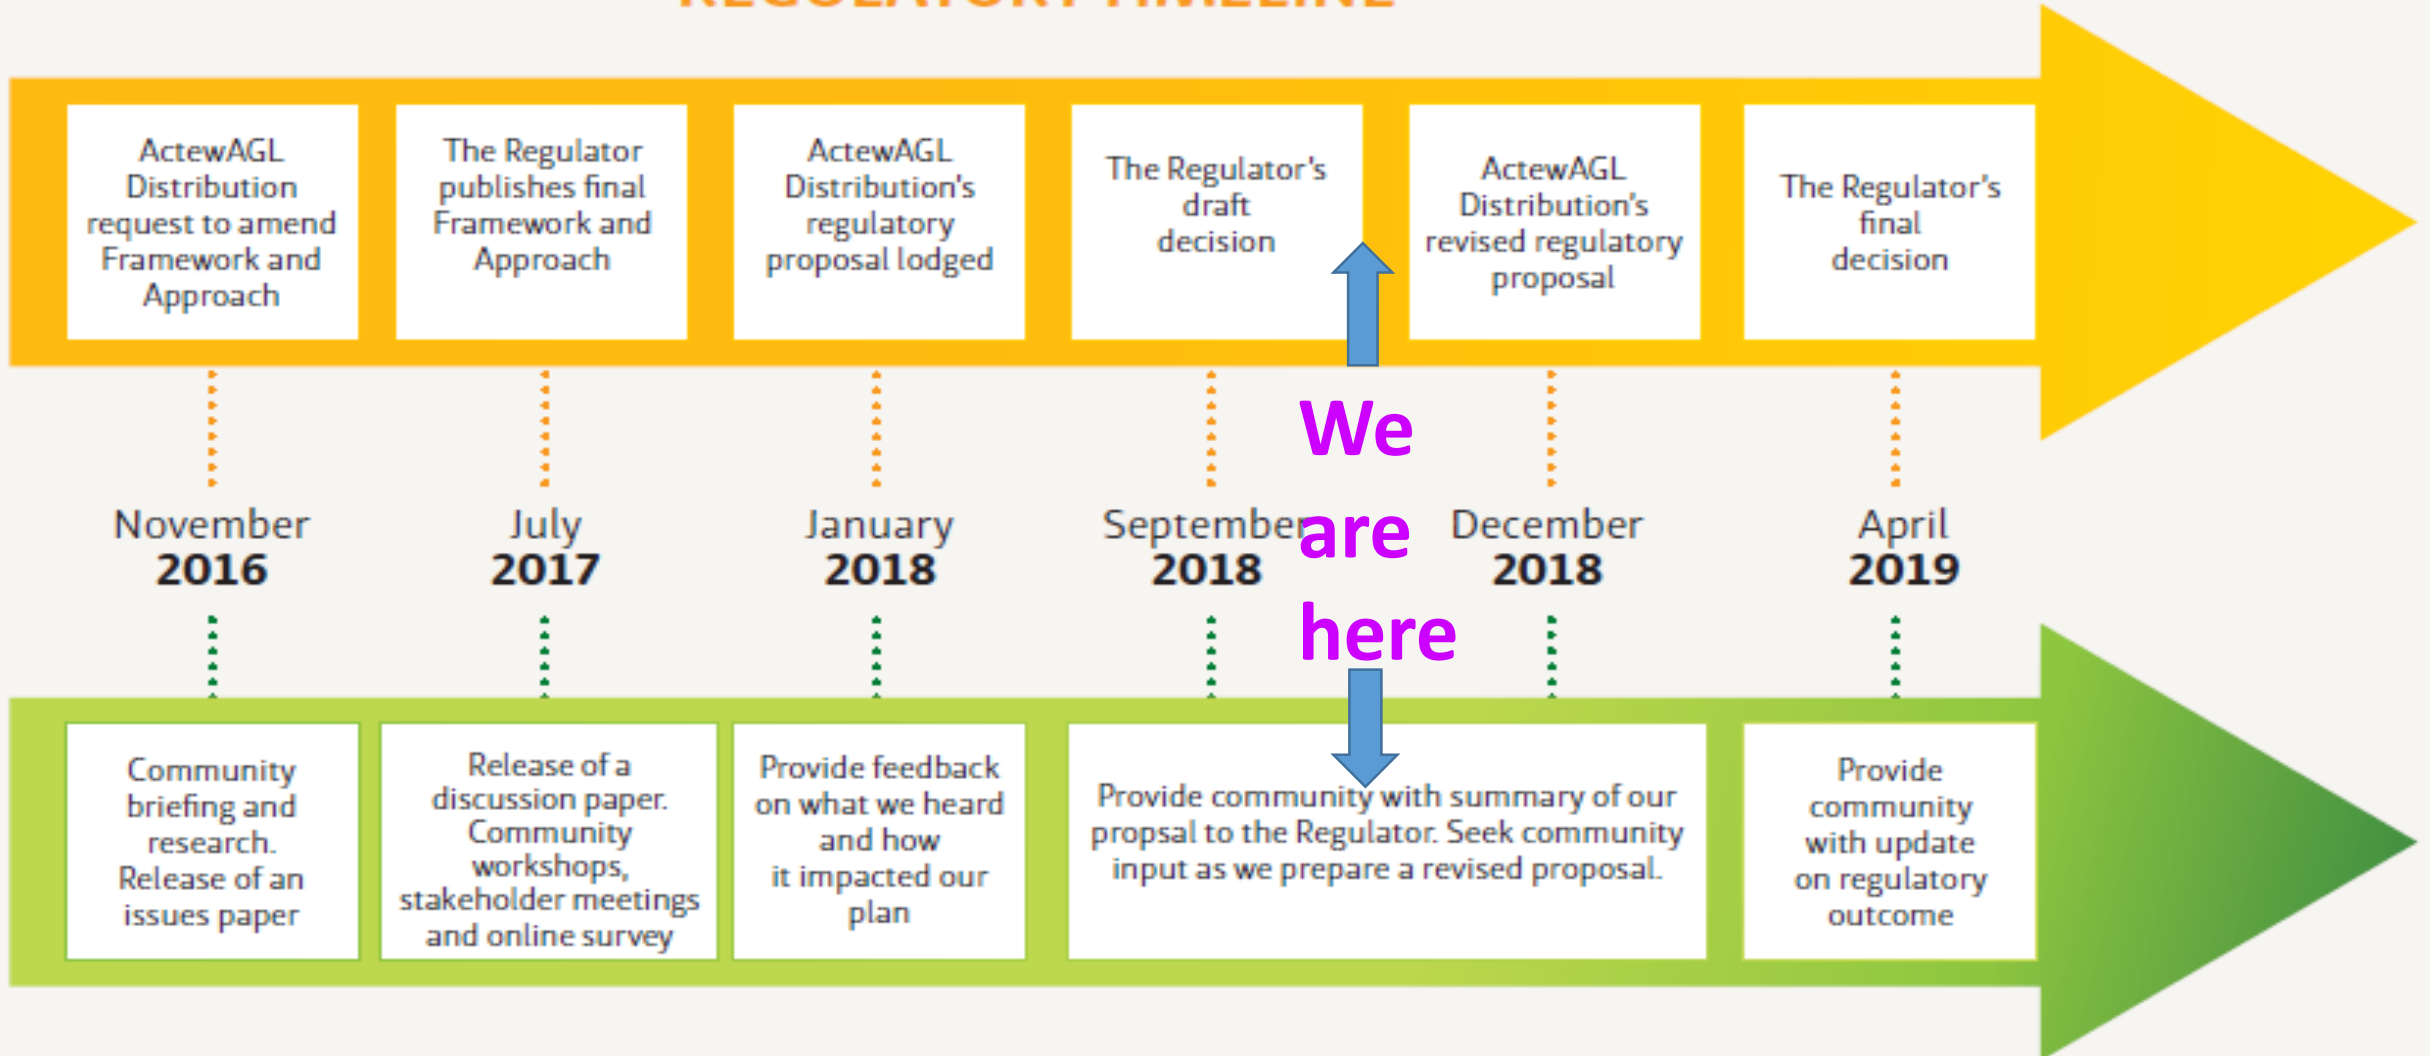 REGULATORY TIMELINE
ActewAGL
Distribution
request to amend
Framework and
Approach
The Regulator
publishes final
Framework and
Approach
ActewAGL
Distribution's
regulatory
proposal lodged
The Regulator's
draft
decision
ActewAGL
Distribution's
revised regulatory
proposal
The Regulator's
final
decision
November
2016
July
2017
January
2018
September
2018
December
2018
April
2019
We
are
here
Community
briefing and
research.
Release of an
issues paper
Release of a
discussion paper.
Community
workshops,
stakeholder meetings
and online survey
Provide feedback
on what we heard
and how
it impacted our
plan
Provide community with summary of our
propsal to the Regulator. Seek community
input as we prepare a revised proposal.
Provide
community
with update
on regulatory
outcome